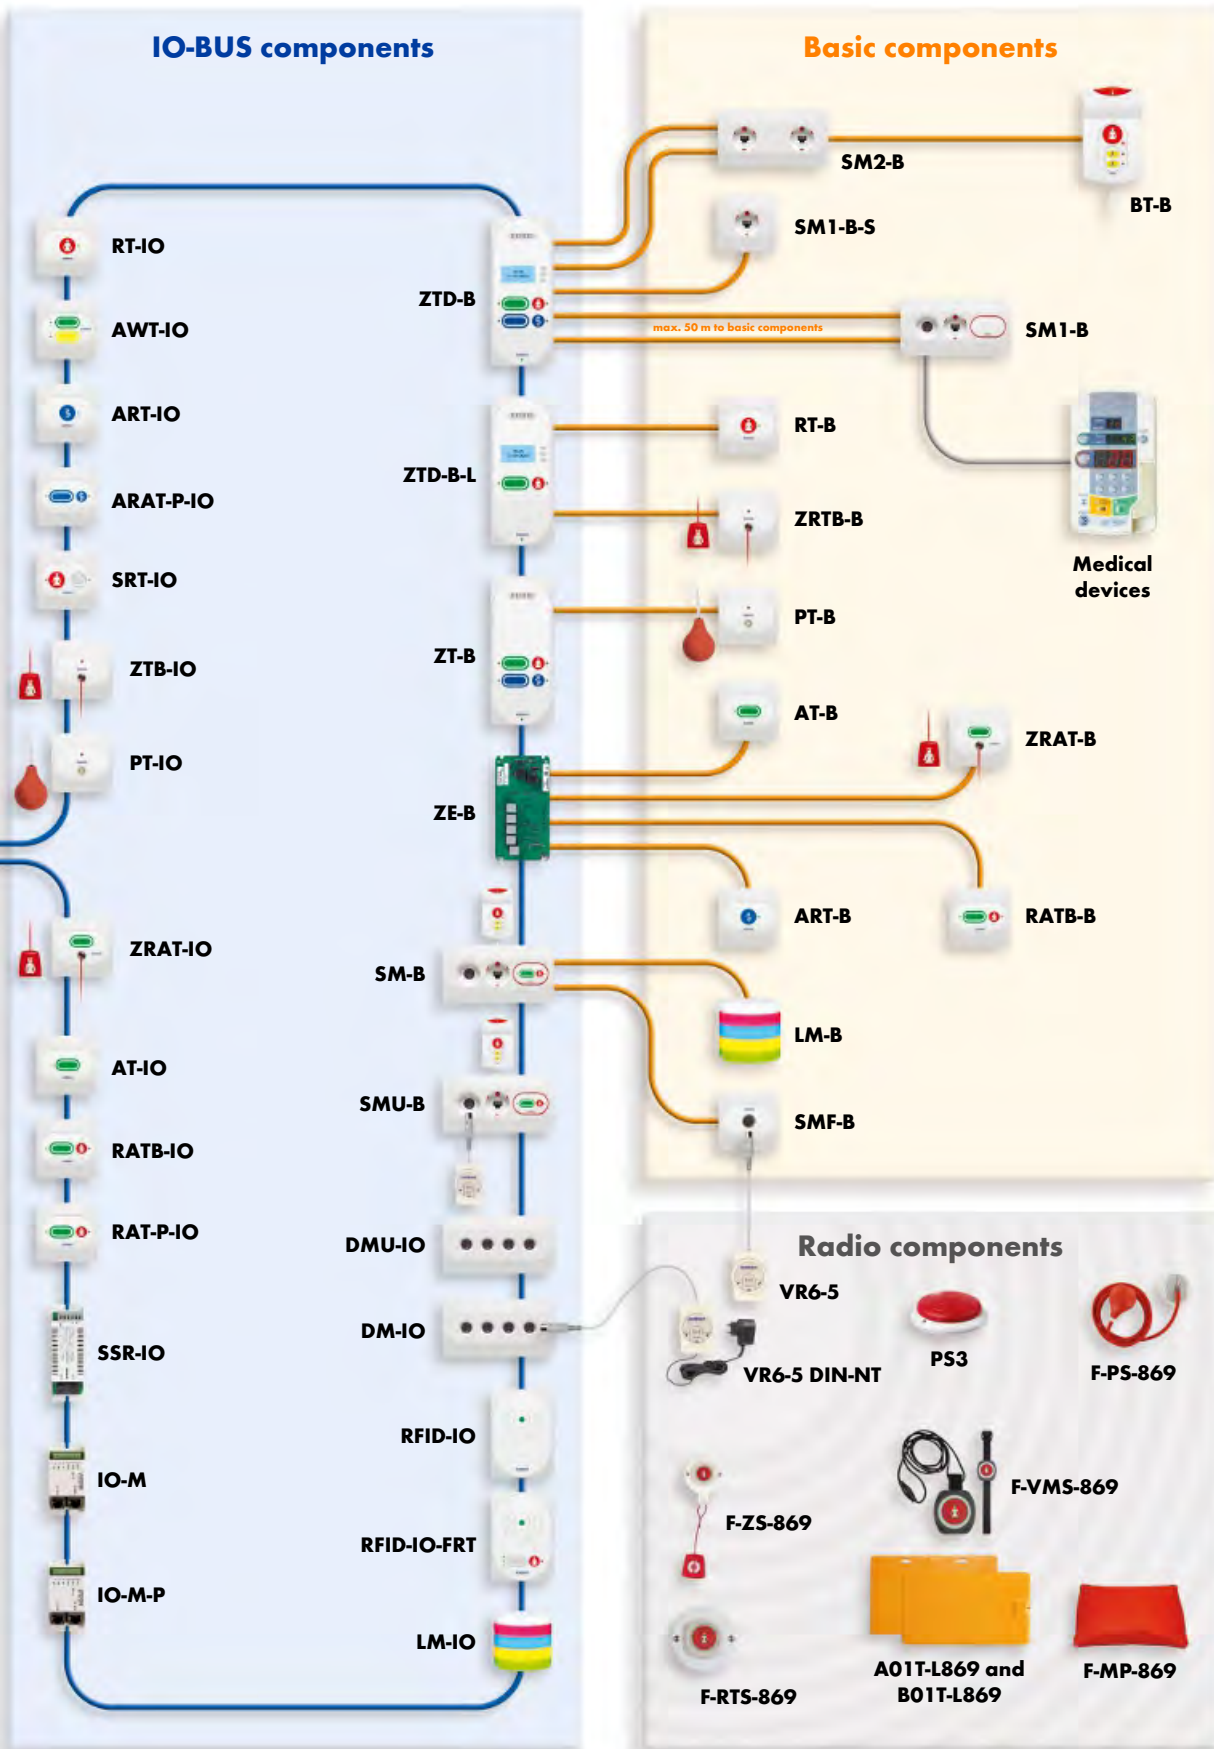 IO-BUS components
RT-IO
AWT-IO
ART-IO
ARAT-P-IO
SRT-IO
ZTB-IO
PT-IO
ZRAT-IO
AT-IO
RATB-IO
RAT-P-IO
SSR-IO
IO-M
IO-M-P
ZTD-B
ZTD-B-L
ZT-B
ZE-B
SM-B
SMU-B
DMU-IO
DM-IO
RFID-IO
RFID-IO-FRT
LM-IO
Basic components
SM2-B
BT-B
SM1-B-S
max. 50 m to basic components
SM1-B
RT-B
ZRTB-B
Medical
devices
PT-B
AT-B
ZRAT-B
ART-B
RATB-B
LM-B
SMF-B
Radio components
VR6-5
VR6-5 DIN-NT
PS3
F-PS-869
F-ZS-869
F-VMS-869
F-RTS-869
A01T-L869 and
B01T-L869
F-MP-869